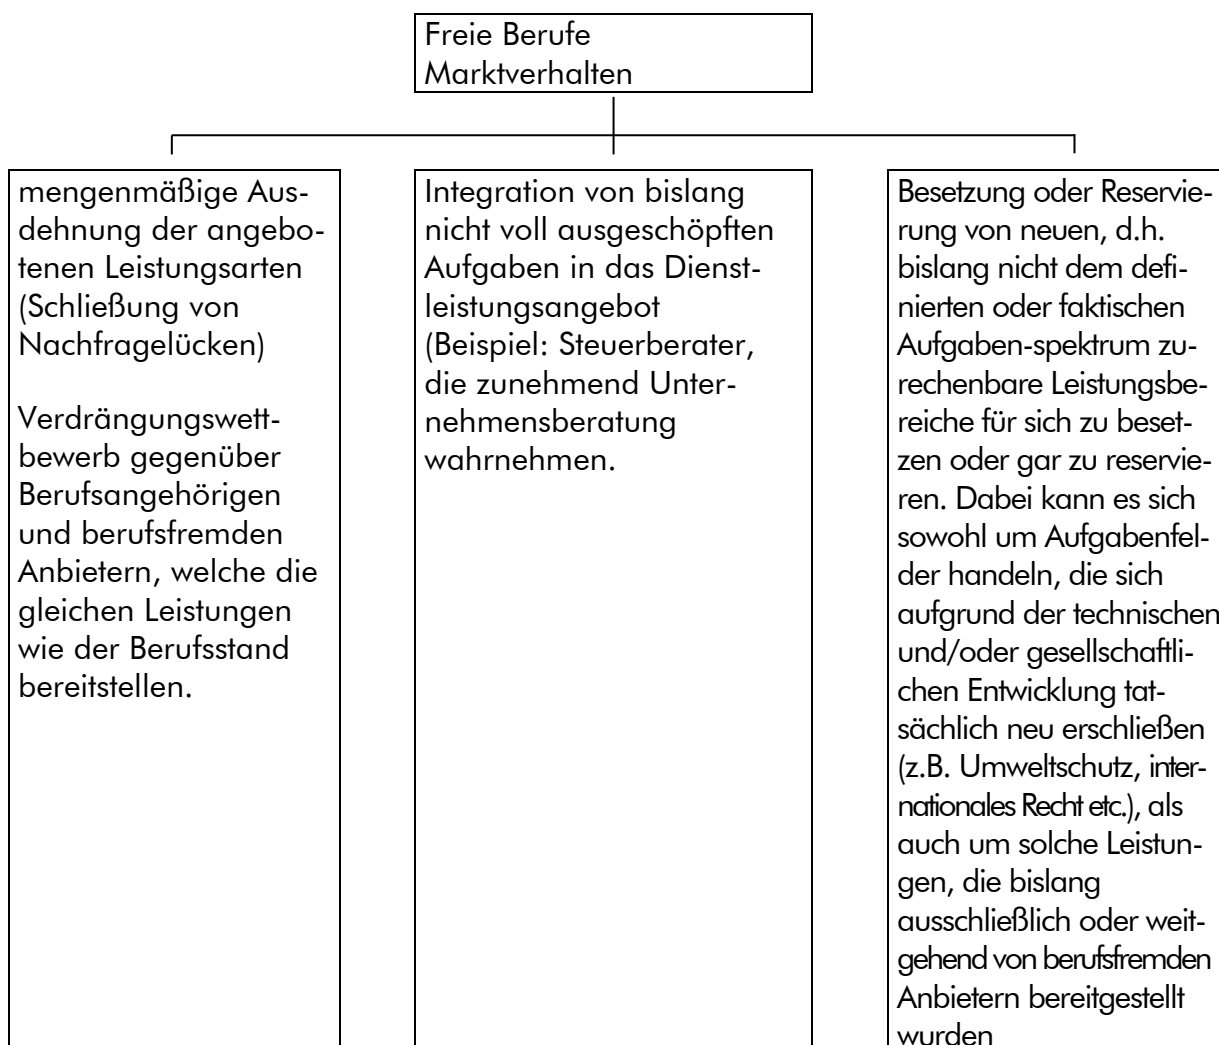 Freie Berufe
Marktverhalten
mengenmäßige Aus-
dehnung der angebo-
tenen Leistungsarten
(Schließung von
Nachfragelücken)
Verdrängungswett-
bewerb gegenüber
Berufsangehörigen
und berufsfremden
Anbietern, welche die
gleichen Leistungen
wie der Berufsstand
bereitstellen.
Integration von bislang
nicht voll ausgeschöpften
Aufgaben in das Dienst-
leistungsangebot
(Beispiel: Steuerberater,
die zunehmend Unter-
nehmensberatung
wahrnehmen.
Besetzung oder Reservie-
rung von neuen, d.h.
bislang nicht dem defi-
nierten oder faktischen
Aufgaben-spektrum zu-
rechenbare Leistungsbe-
reiche für sich zu beset-
zen oder gar zu reservie-
ren. Dabei kann es sich
sowohl um Aufgabenfel-
der handeln, die sich
aufgrund der technischen
und/oder gesellschaftli-
chen Entwicklung tat-
sächlich neu erschließen
(z.B. Umweltschutz, inter-
nationales Recht etc.), als
auch um solche Leistun-
gen, die bislang
ausschließlich oder weit-
gehend von berufsfremden
Anbietern bereitgestellt
wurden